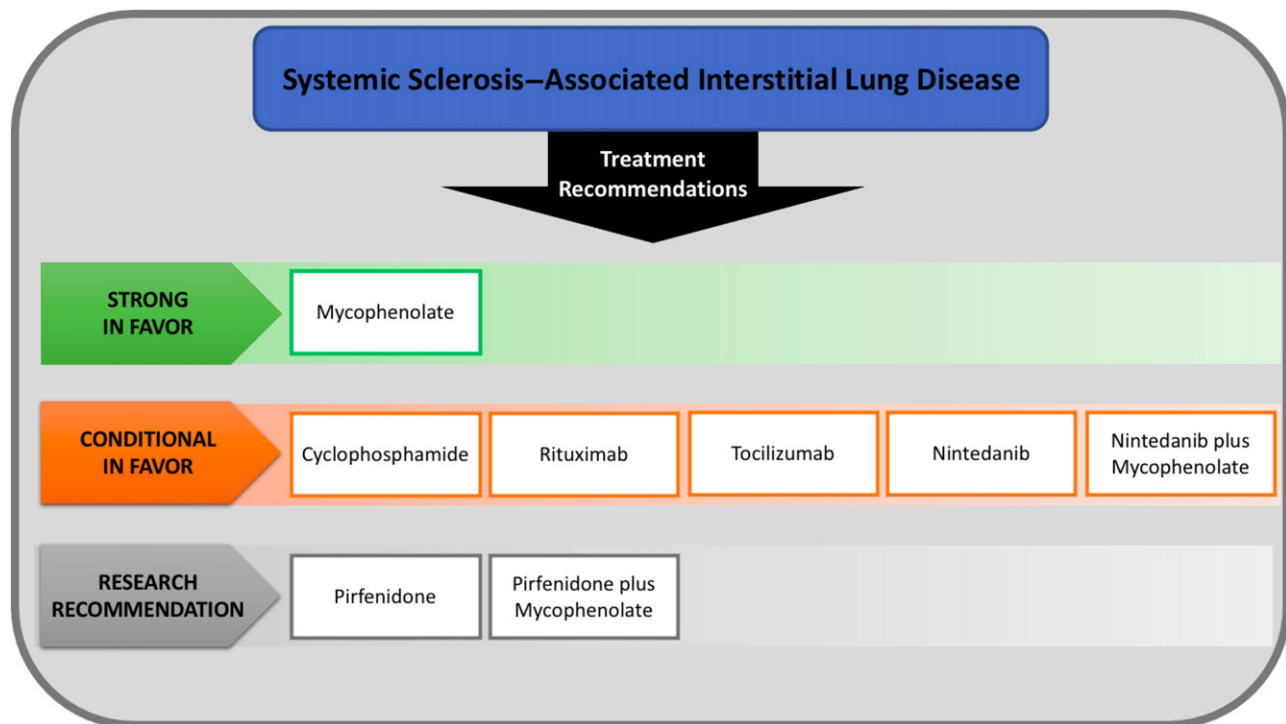 Systemic Sclerosis–Associated Interstitial Lung Disease
Treatment
Recommendations
STRONG
IN FAVOR
Mycophenolate
CONDITIONAL
IN FAVOR
Cyclophosphamide
Rituximab
Tocilizumab
Nintedanib
Nintedanib plus
Mycophenolate
RESEARCH
RECOMMENDATION
Pirfenidone
Pirfenidone plus
Mycophenolate